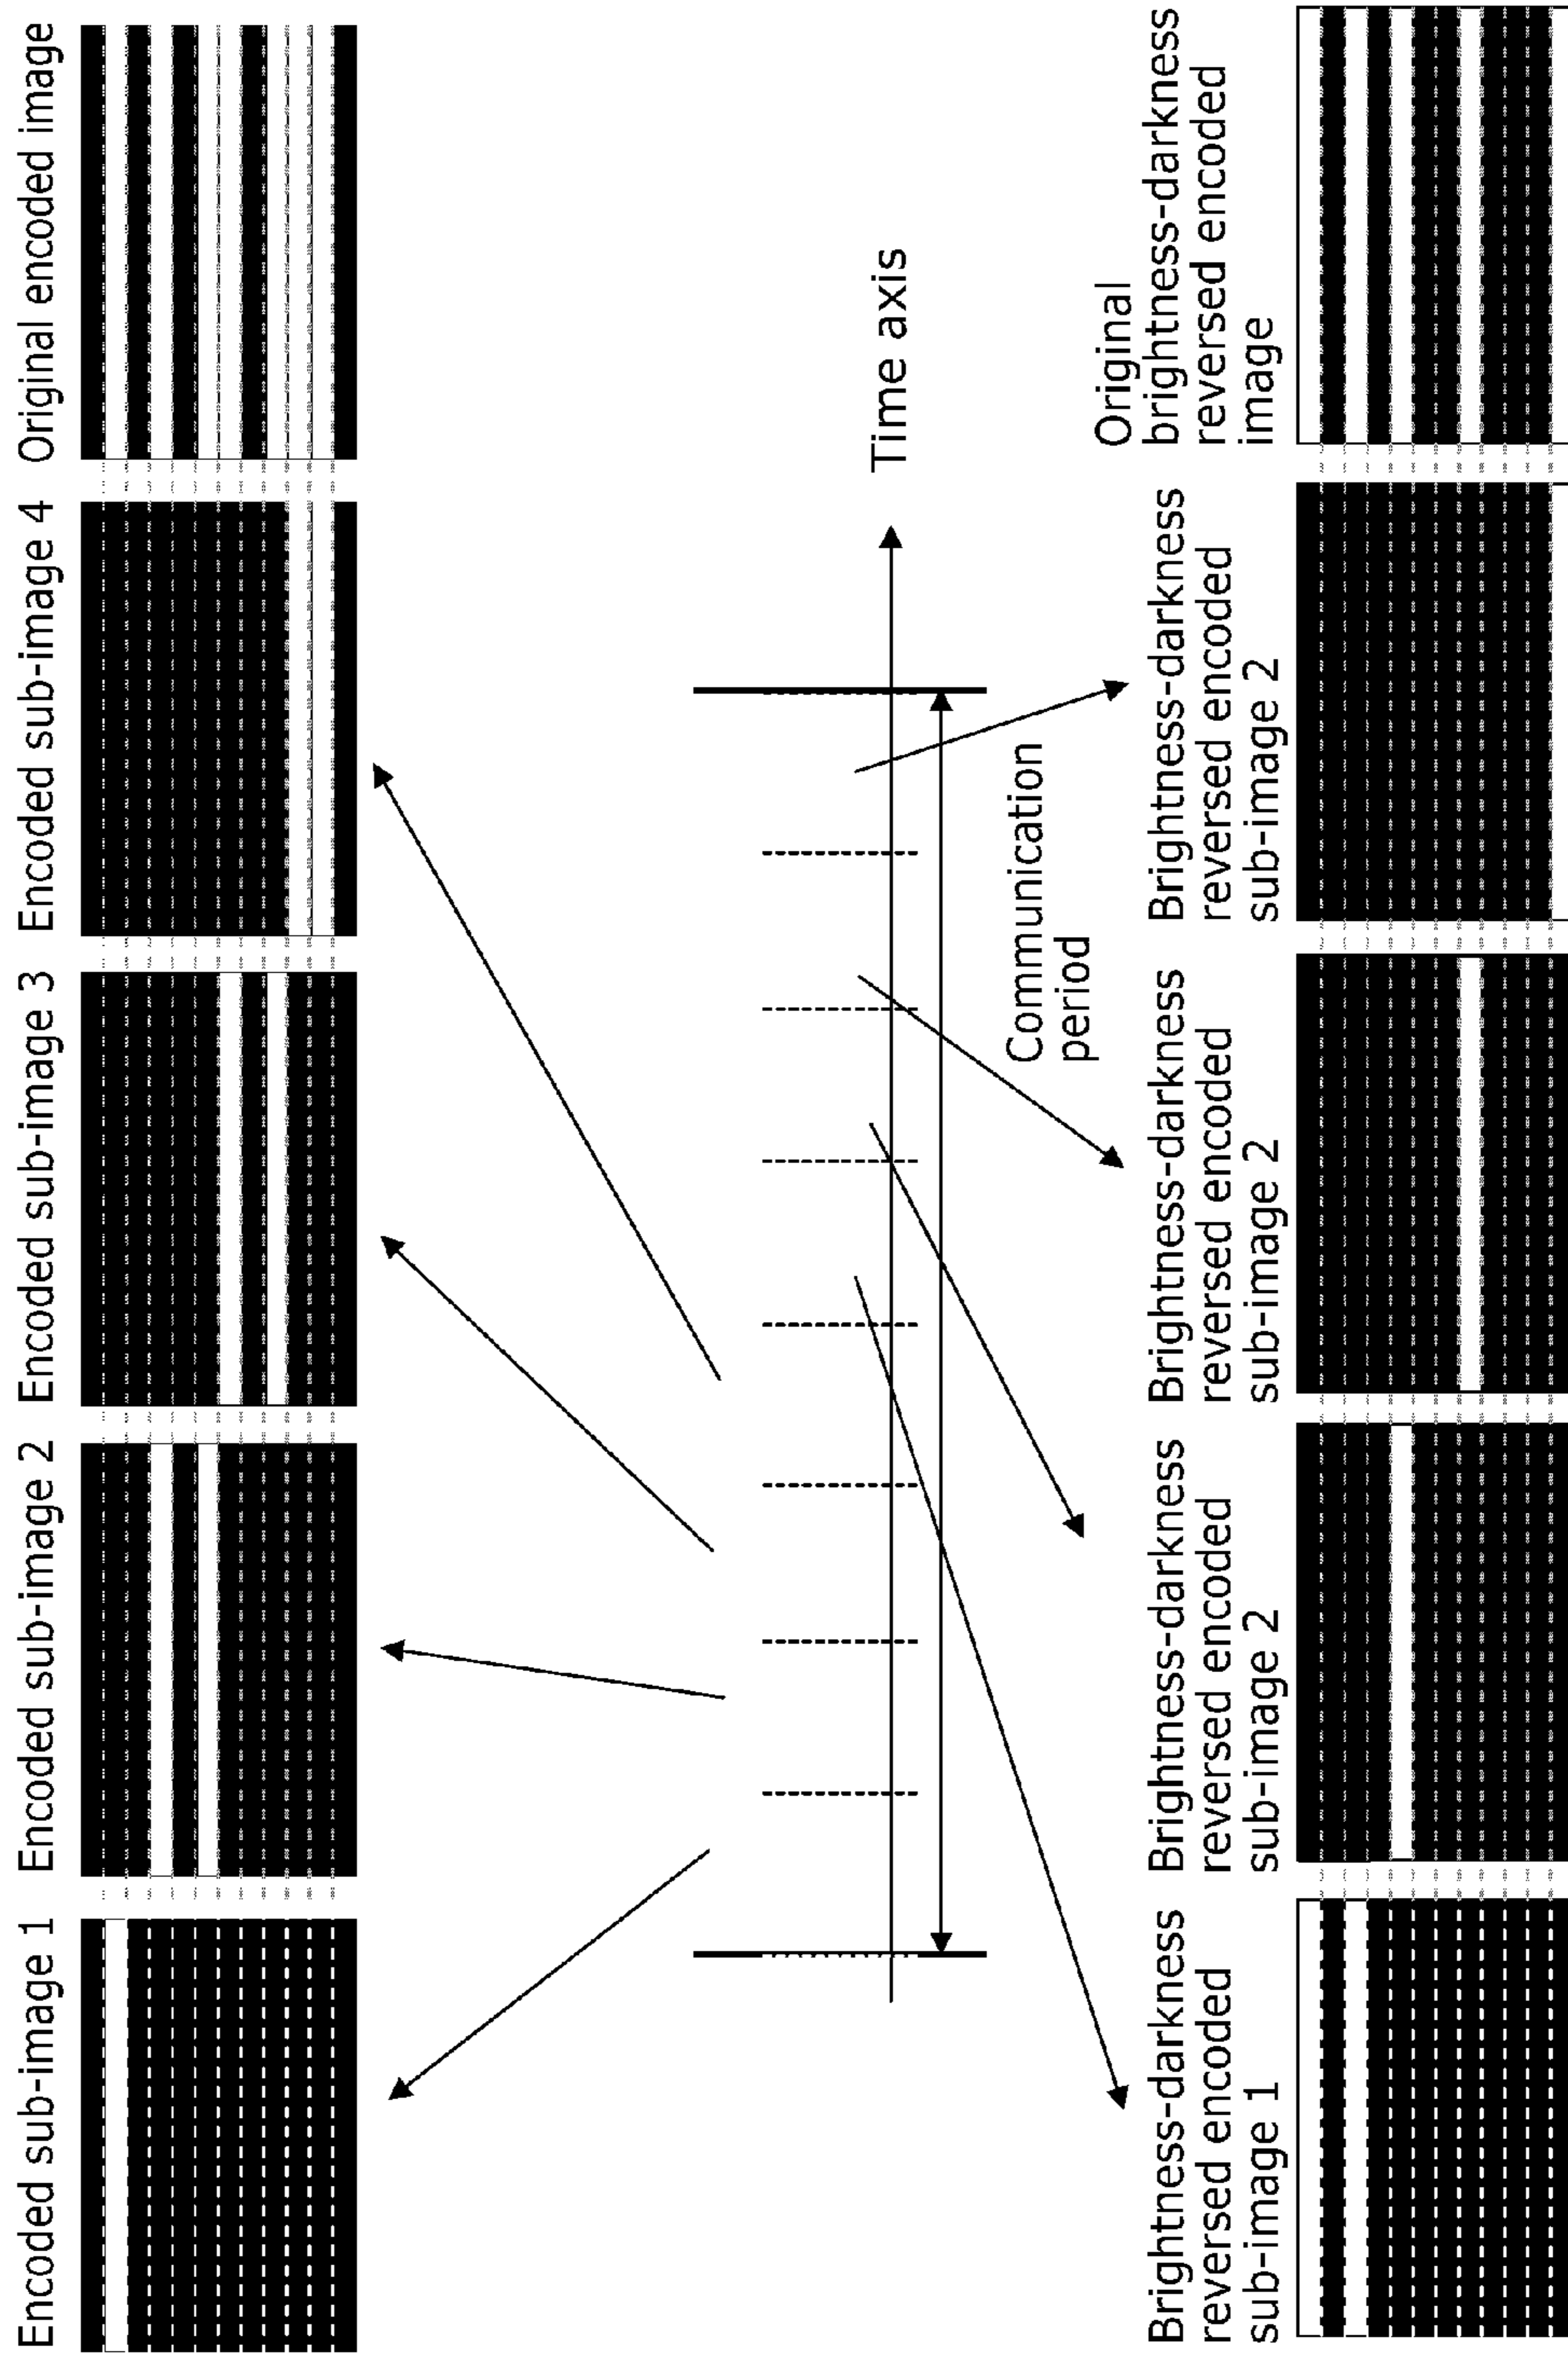 Encoded sub-image 1
Encoded sub-image 2
Encoded sub-image 3
Encoded sub-image 4
Original encoded image
Time axis
Communication
period
Brightness-darkness
reversed encoded
sub-image 1
Brightness-darkness
reversed encoded
sub-image 2
Brightness-darkness
reversed encoded
sub-image 2
Brightness-darkness
reversed encoded
sub-image 2
Original
brightness-darkness
reversed encoded
image